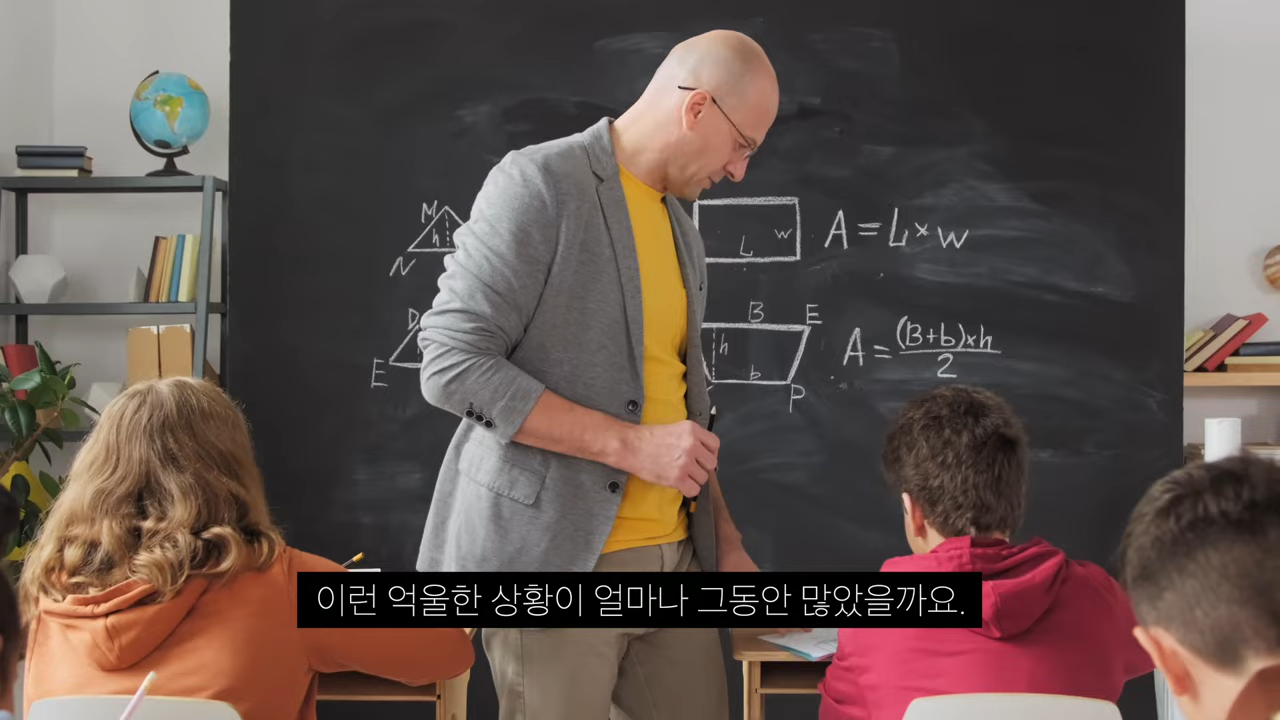 M
h
N
L
w
A = L × w
D
E
B
E
h
b
P
A = (B+b)×h / 2
이런 억울한 상황이 얼마나 그동안 많았을까요.